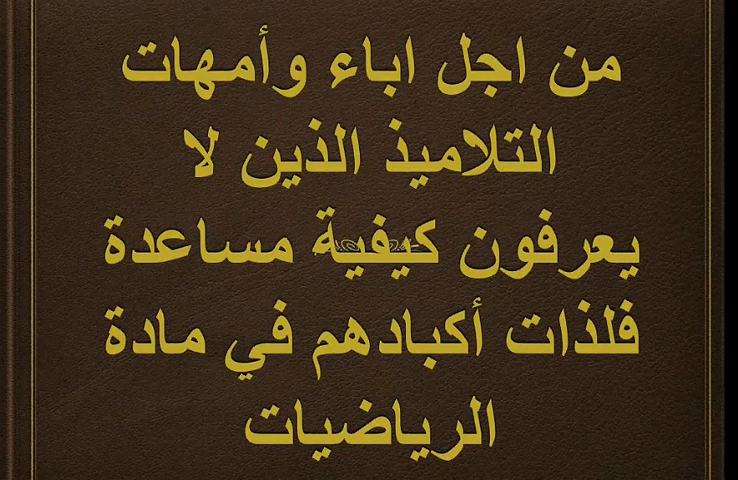 من اجل اباء وأمهات
التلاميذ الذين لا
يعرفون كيفية مساعدة
فلذات أكبادهم في مادة
الرياضيات